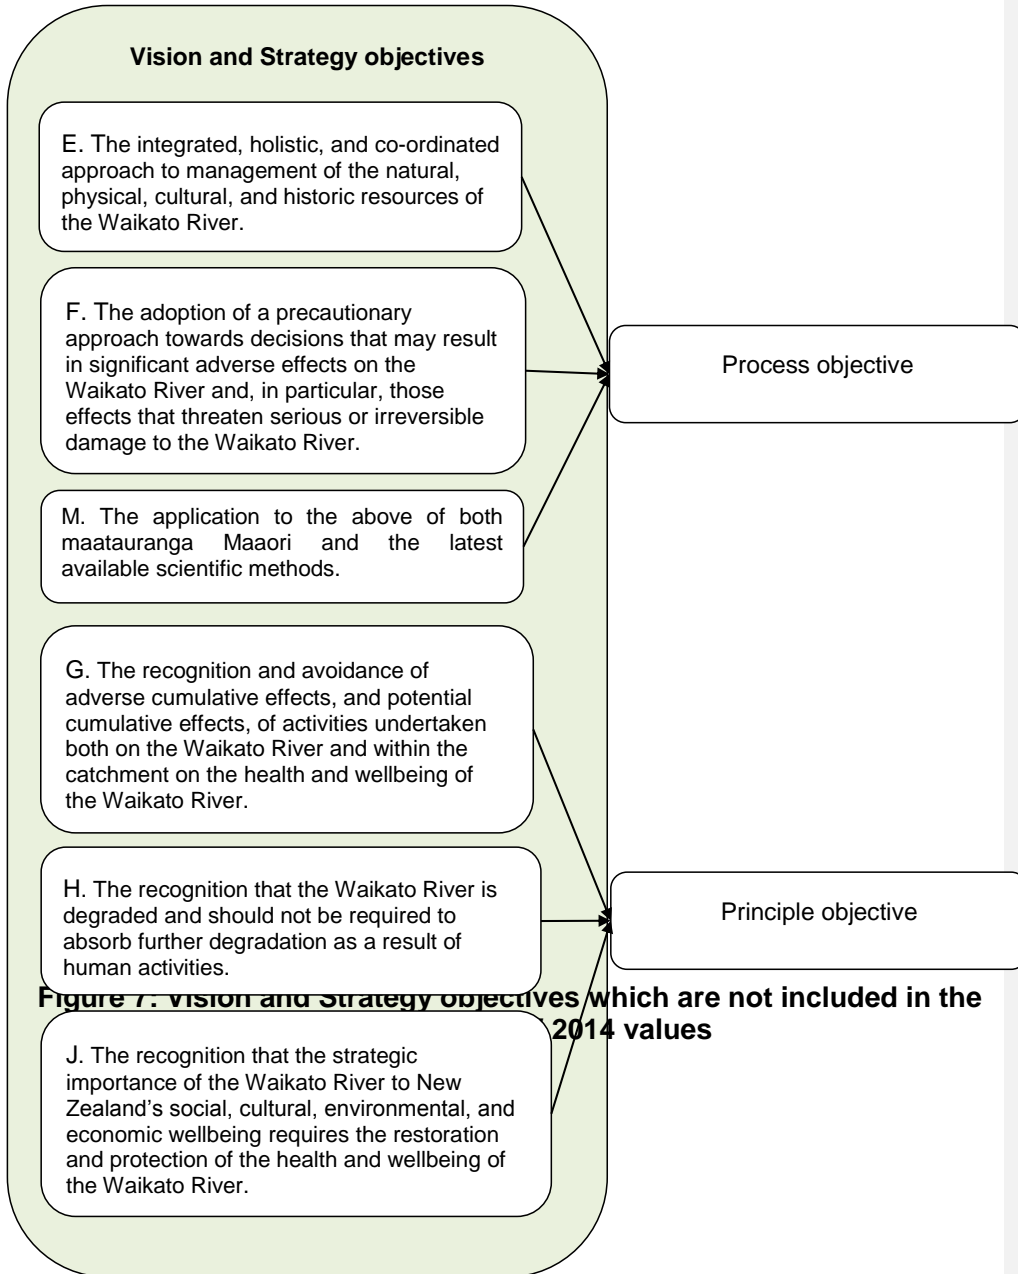 Vision and Strategy objectives
E. The integrated, holistic, and co-ordinated
approach to management of the natural,
physical, cultural, and historic resources of
the Waikato River.
F. The adoption of a precautionary
approach towards decisions that may result
in significant adverse effects on the
Waikato River and, in particular, those
effects that threaten serious or irreversible
damage to the Waikato River.
Process objective
M. The application to the above of both
maatauranga Maaori and the latest
available scientific methods.
G. The recognition and avoidance of
adverse cumulative effects, and potential
cumulative effects, of activities undertaken
both on the Waikato River and within the
catchment on the health and wellbeing of
the Waikato River.
H. The recognition that the Waikato River is
degraded and should not be required to
absorb further degradation as a result of
human activities.
Principle objective
Figure 7: Vision and Strategy objectives which are not included in the
2014 values
J. The recognition that the strategic
importance of the Waikato River to New
Zealand's social, cultural, environmental, and
economic wellbeing requires the restoration
and protection of the health and wellbeing of
the Waikato River.